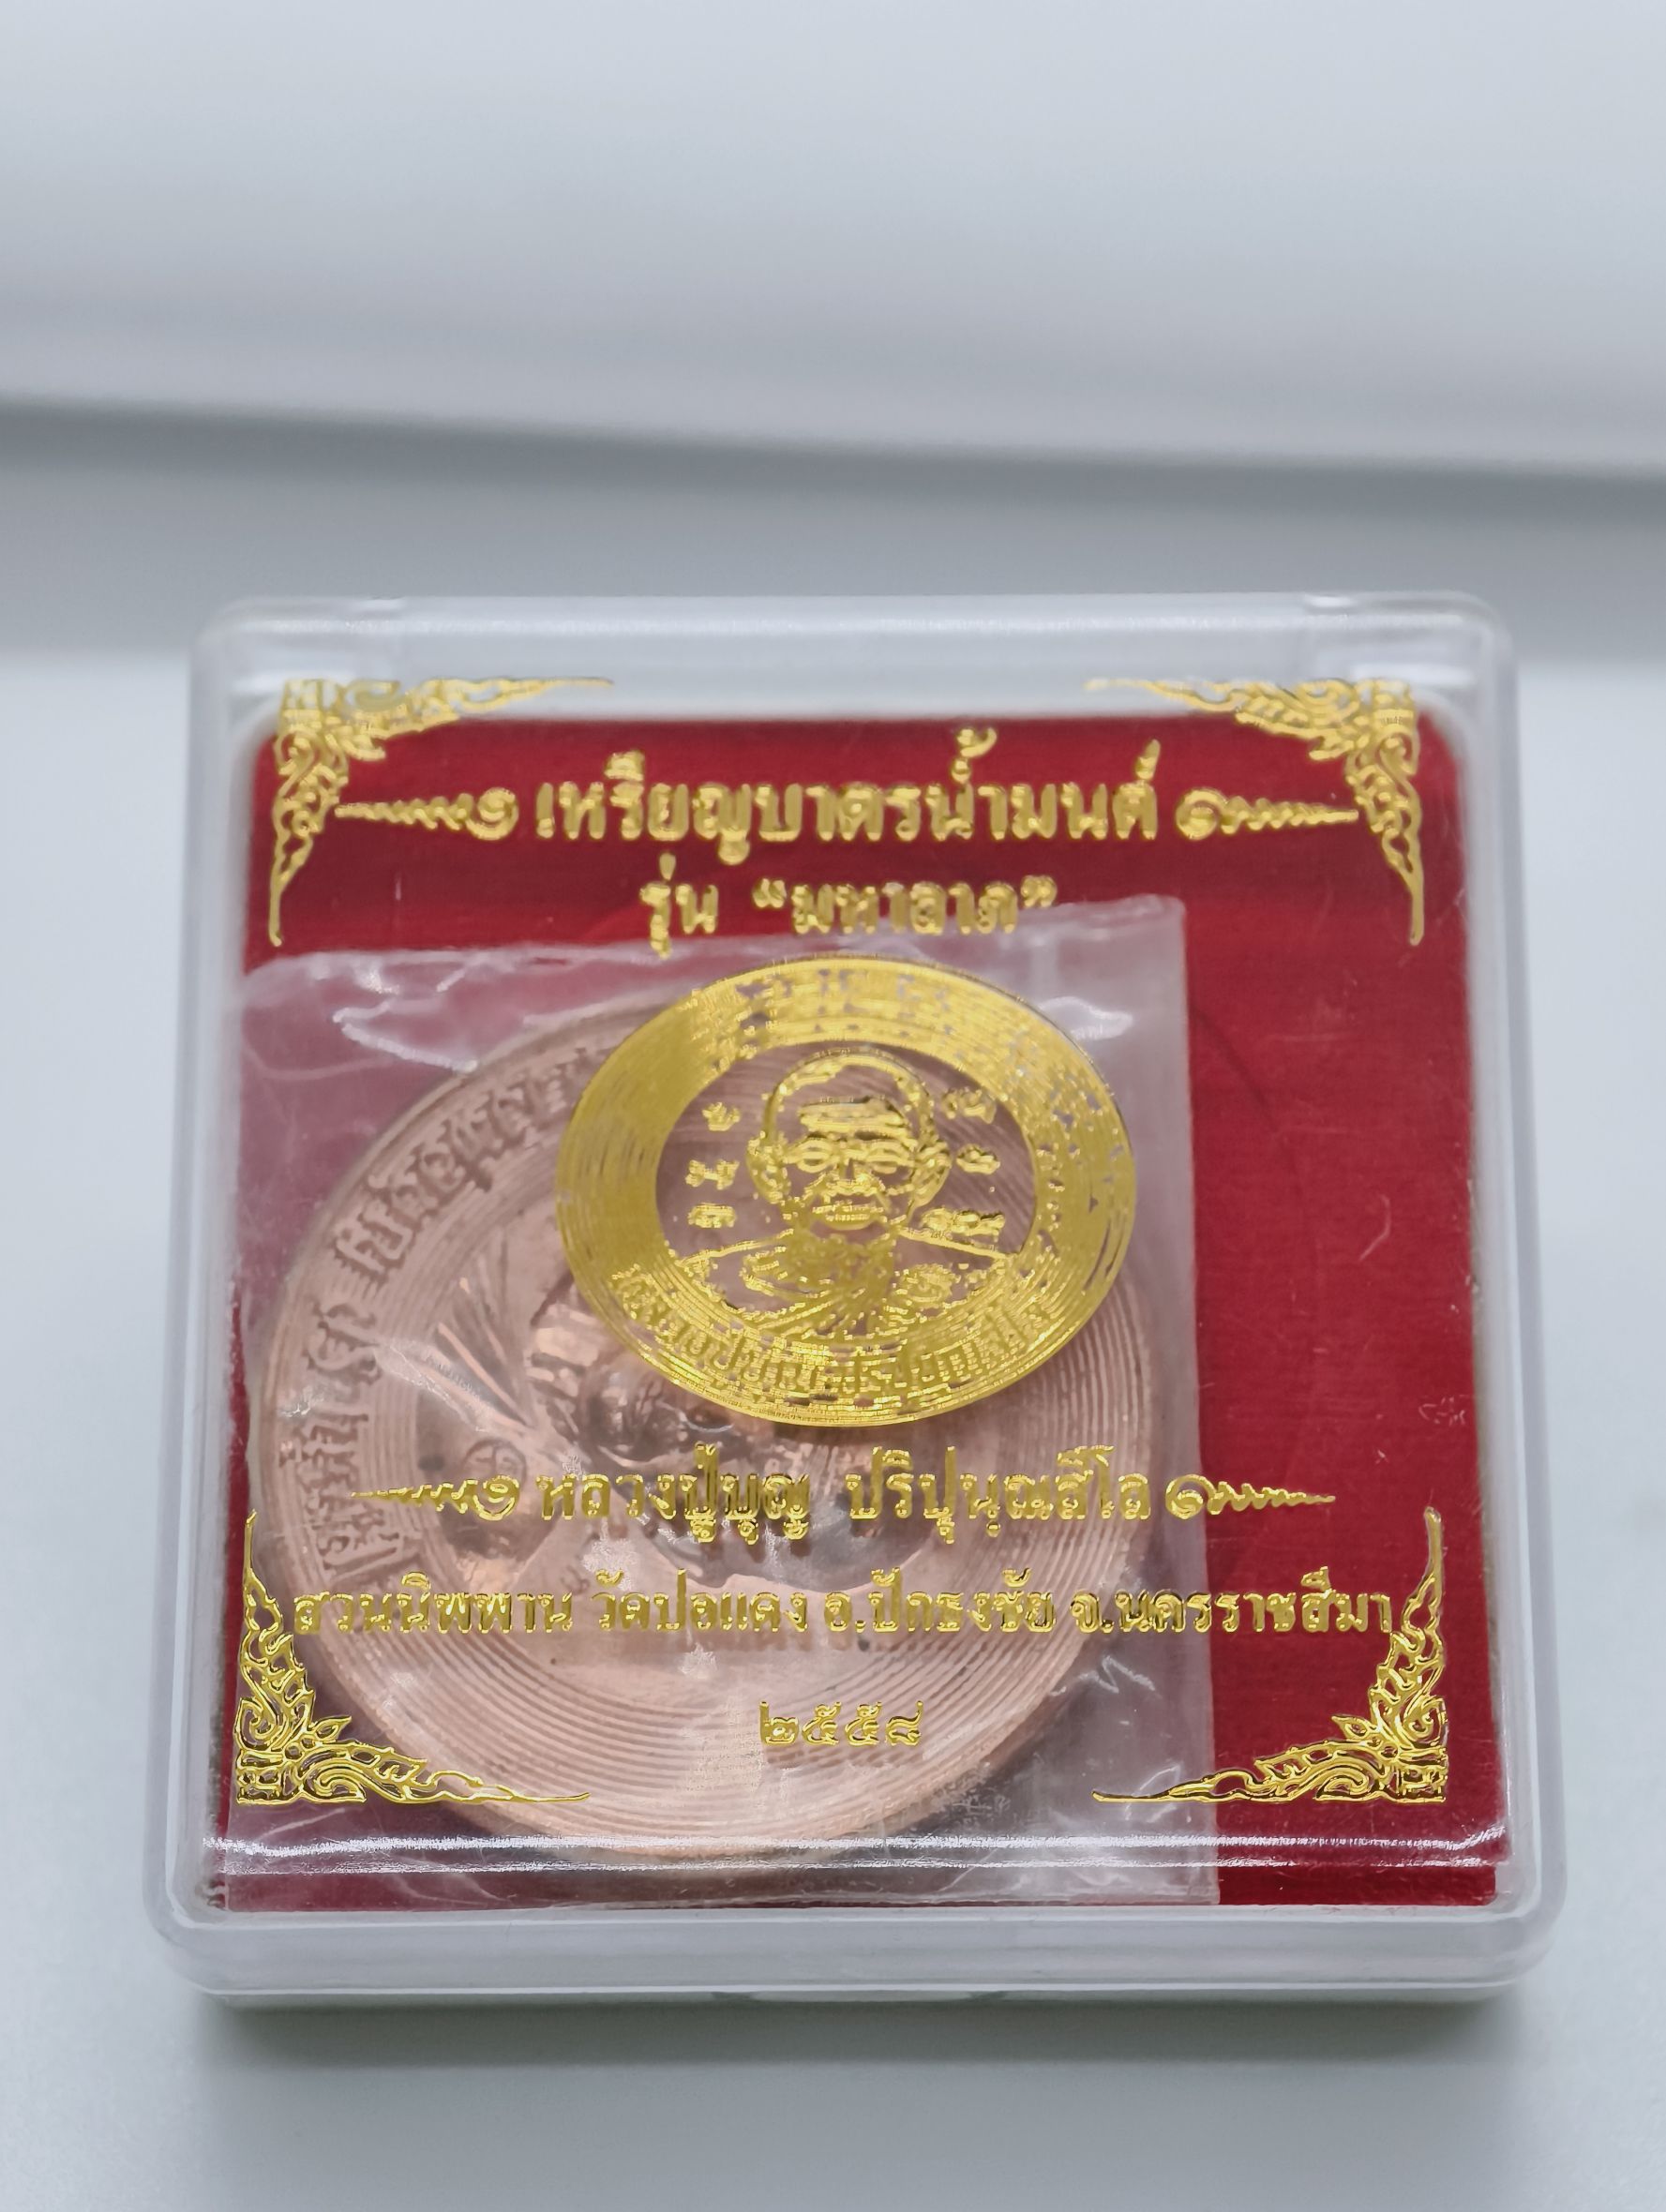 เหรียญบาตรน้ำมนต์
รุ่น “มหาลาภ”
หลวงปู่บุญ ปริปุนฺณสีโล
สวนนิพพาน วัดปอแดง อ.ปักธงชัย จ.นครราชสีมา
๒๕๕๘